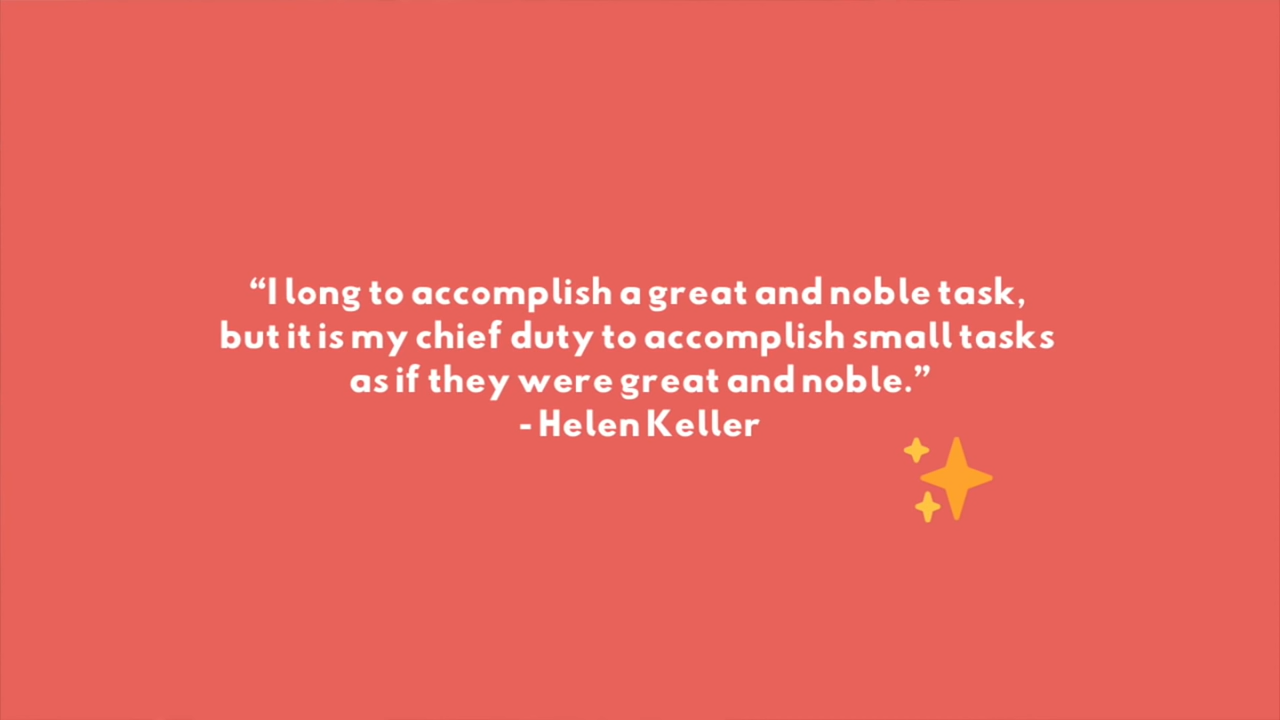 “I long to accomplish a great and noble task,
but it is my chief duty to accomplish small tasks
as if they were great and noble.”
- Helen Keller